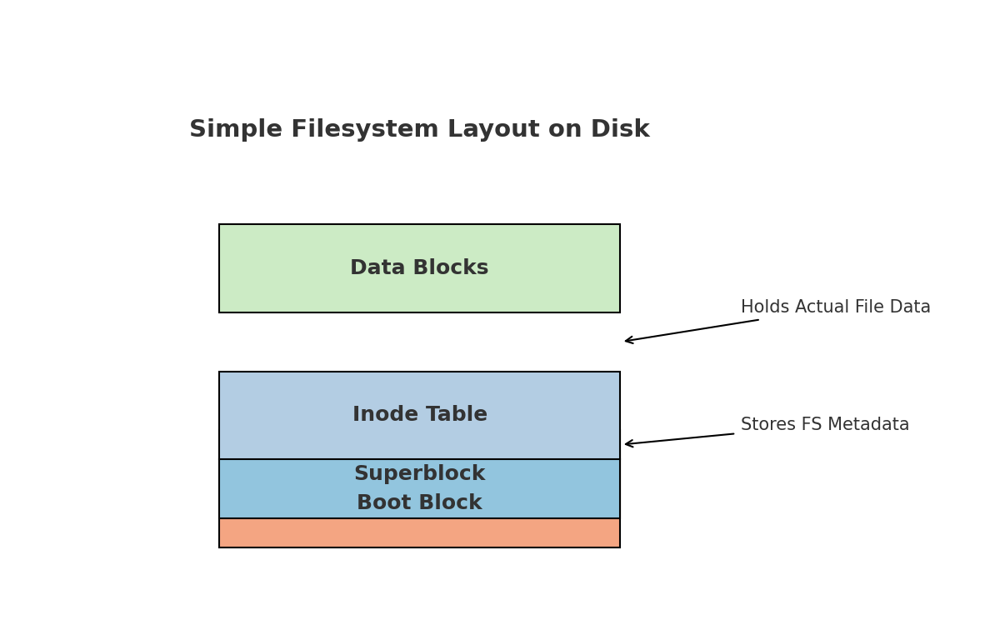 Simple Filesystem Layout on Disk
Data Blocks
Holds Actual File Data
Inode Table
Stores FS Metadata
Superblock
Boot Block